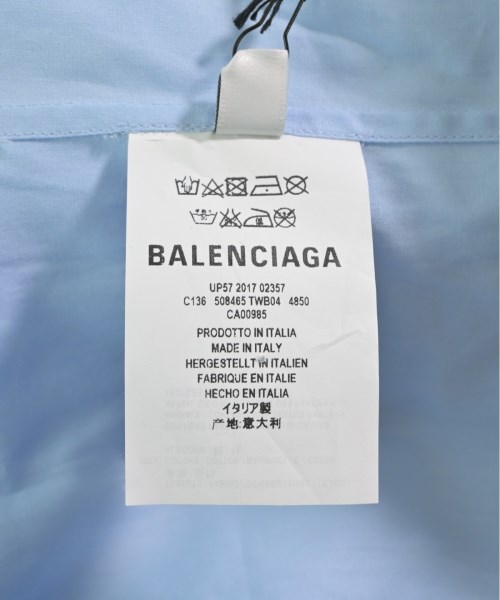 BALENCIAGA
UP57 2017 02357
C136 508465 TWB04 4850
CA00985
PRODOTTO IN ITALIA
MADE IN ITALY
HERGESTELLT IN ITALIEN
FABRIQUE EN ITALIE
HECHO EN ITALIA
イタリア製
产地:意大利